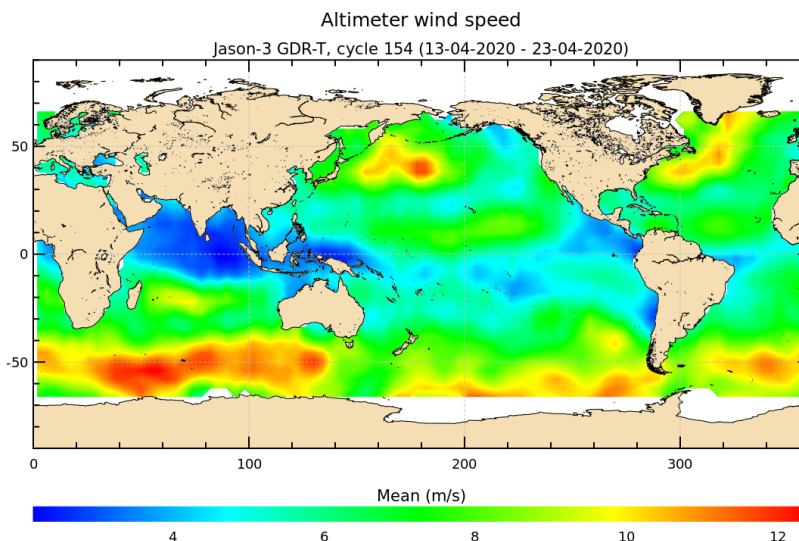 Altimeter wind speed
Jason-3 GDR-T, cycle 154 (13-04-2020 - 23-04-2020)
50
0
-50
0 100 200 300
Mean (m/s)
4 6 8 10 12